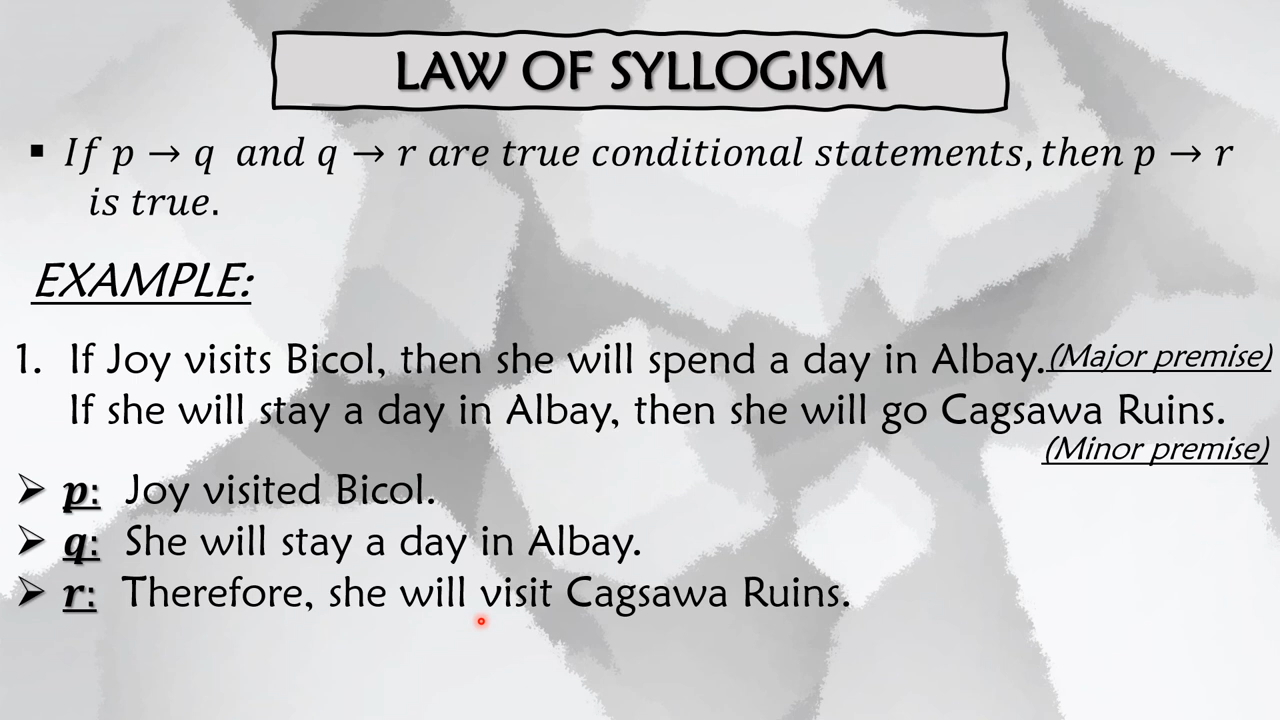 LAW OF SYLLOGISM
▪ If p → q and q → r are true conditional statements, then p → r
is true.
EXAMPLE:
1. If Joy visits Bicol, then she will spend a day in Albay. (Major premise)
If she will stay a day in Albay, then she will go Cagsawa Ruins.
(Minor premise)
➢ p: Joy visited Bicol.
➢ q: She will stay a day in Albay.
➢ r: Therefore, she will visit Cagsawa Ruins.